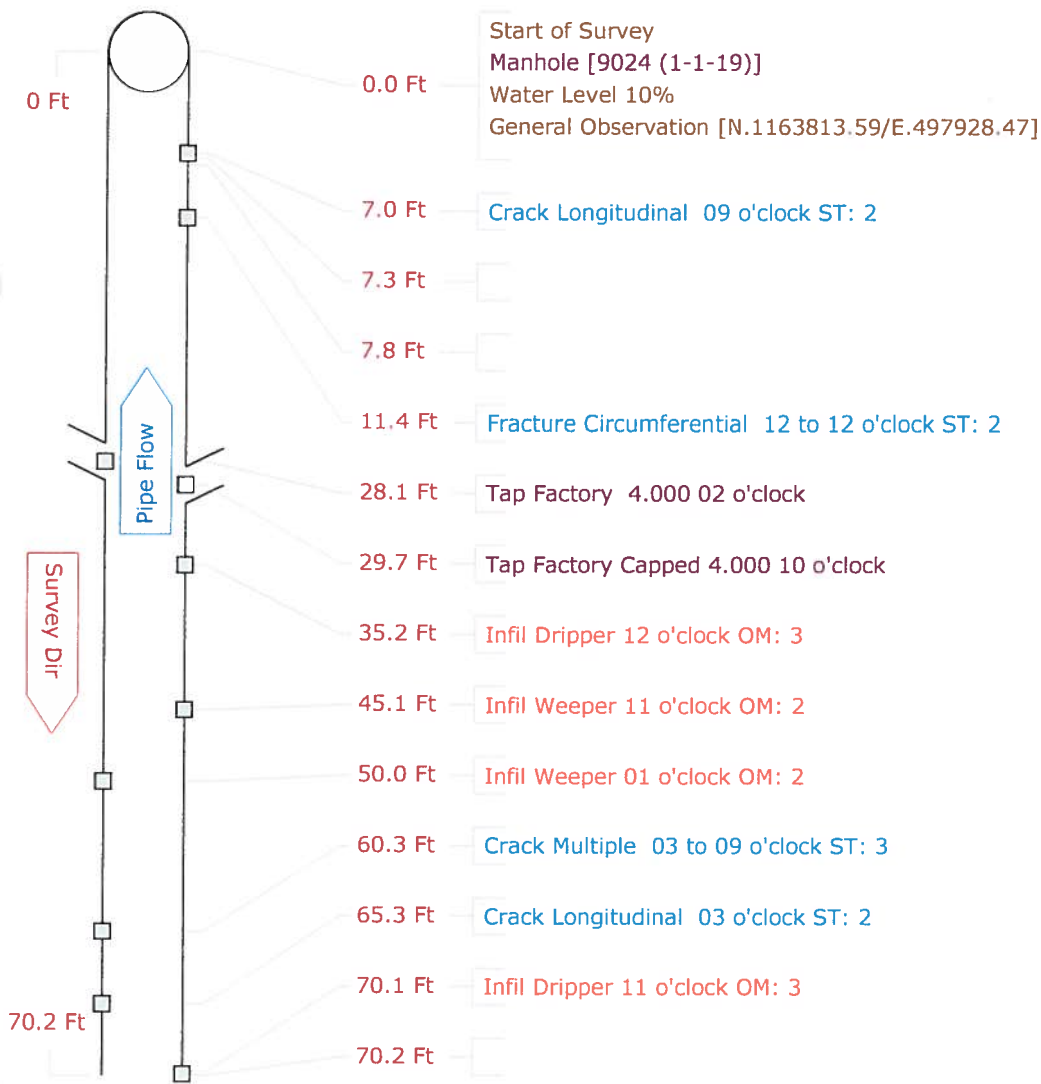 Start of Survey
Manhole [9024 (1-1-19)]
0.0 Ft
0 Ft
Water Level 10%
General Observation [N.1163813.59/E.497928.47]
7.0 Ft Crack Longitudinal 09 o'clock ST: 2
7.3 Ft
7.8 Ft
11.4 Ft Fracture Circumferential 12 to 12 o'clock ST: 2
Pipe Flow
28.1 Ft Tap Factory 4.000 02 o'clock
29.7 Ft Tap Factory Capped 4.000 10 o'clock
Survey Dir
35.2 Ft Infil Dripper 12 o'clock OM: 3
45.1 Ft Infil Weeper 11 o'clock OM: 2
50.0 Ft Infil Weeper 01 o'clock OM: 2
60.3 Ft Crack Multiple 03 to 09 o'clock ST: 3
65.3 Ft Crack Longitudinal 03 o'clock ST: 2
70.1 Ft Infil Dripper 11 o'clock OM: 3
70.2 Ft
70.2 Ft